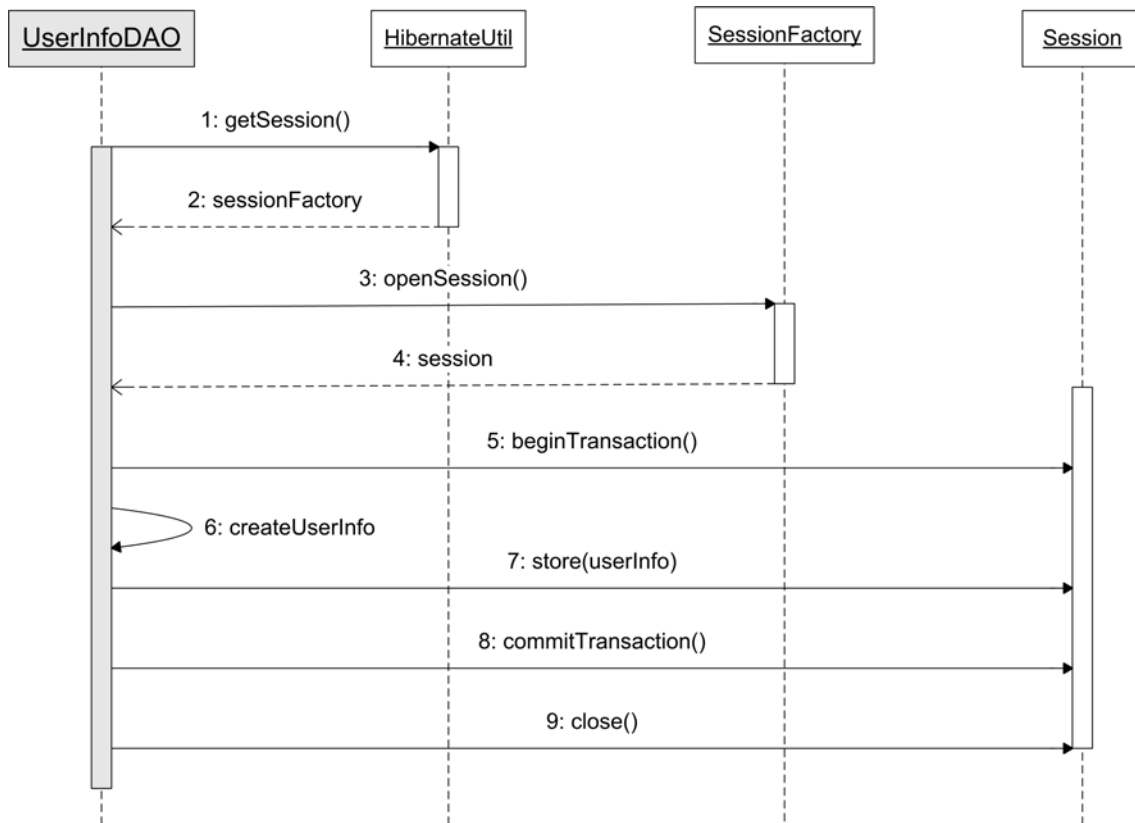 UserInfoDAO
HibernateUtil
SessionFactory
Session
1: getSession()
2: sessionFactory
3: openSession()
4: session
5: beginTransaction()
6: createUserInfo
7: store(userInfo)
8: commitTransaction()
9: close()